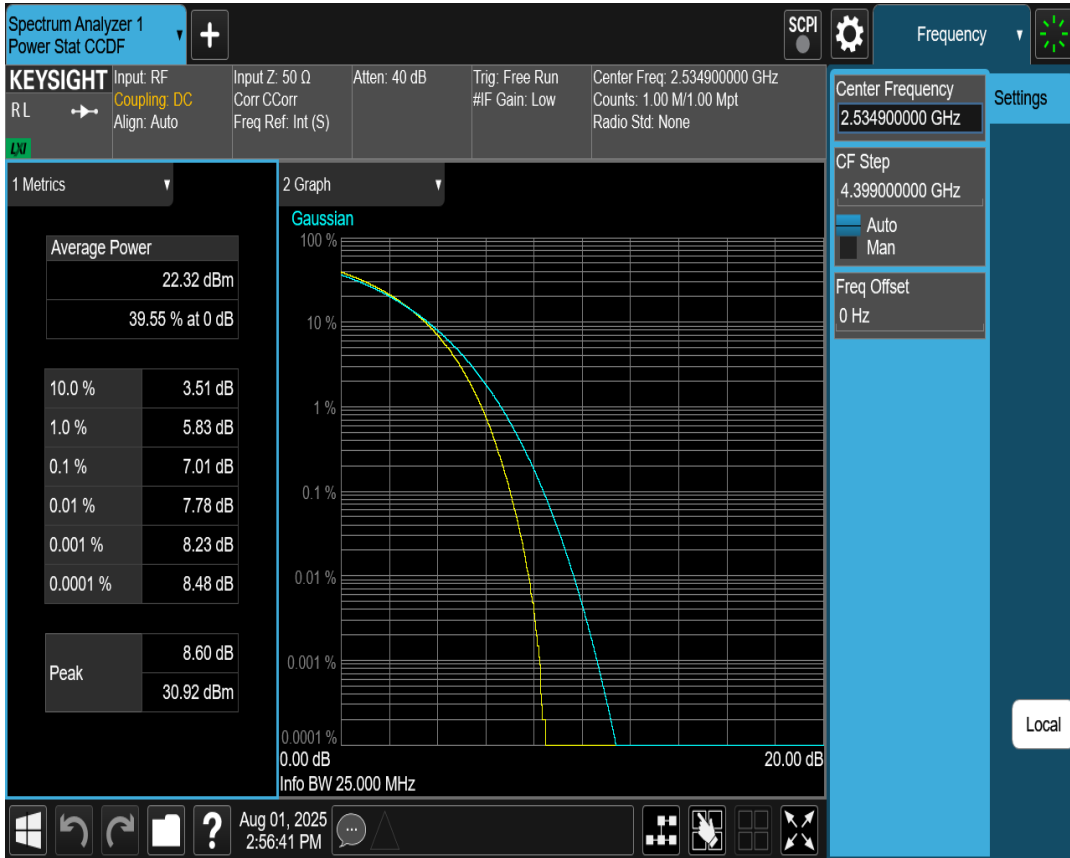 Spectrum Analyzer 1
Power Stat CCDF
SCPI
Frequency
KEYSIGHT
R L
LXI
Input: RF
Coupling: DC
Align: Auto
Input Z: 50 Ω
Corr CCorr
Freq Ref: Int (S)
Atten: 40 dB
Trig: Free Run
#IF Gain: Low
Center Freq: 2.534900000 GHz
Counts: 1.00 M/1.00 Mpt
Radio Std: None
Center Frequency
2.534900000 GHz
CF Step
4.399000000 GHz
Auto
Man
Freq Offset
0 Hz
Settings
Local
1 Metrics
Average Power
22.32 dBm
39.55 % at 0 dB
10.0 % 3.51 dB
1.0 % 5.83 dB
0.1 % 7.01 dB
0.01 % 7.78 dB
0.001 % 8.23 dB
0.0001 % 8.48 dB
Peak
8.60 dB
30.92 dBm
2 Graph
Gaussian
100 %
10 %
1 %
0.1 %
0.01 %
0.001 %
0.0001 %
0.00 dB 20.00 dB
Info BW 25.000 MHz
?
Aug 01, 2025
2:56:41 PM